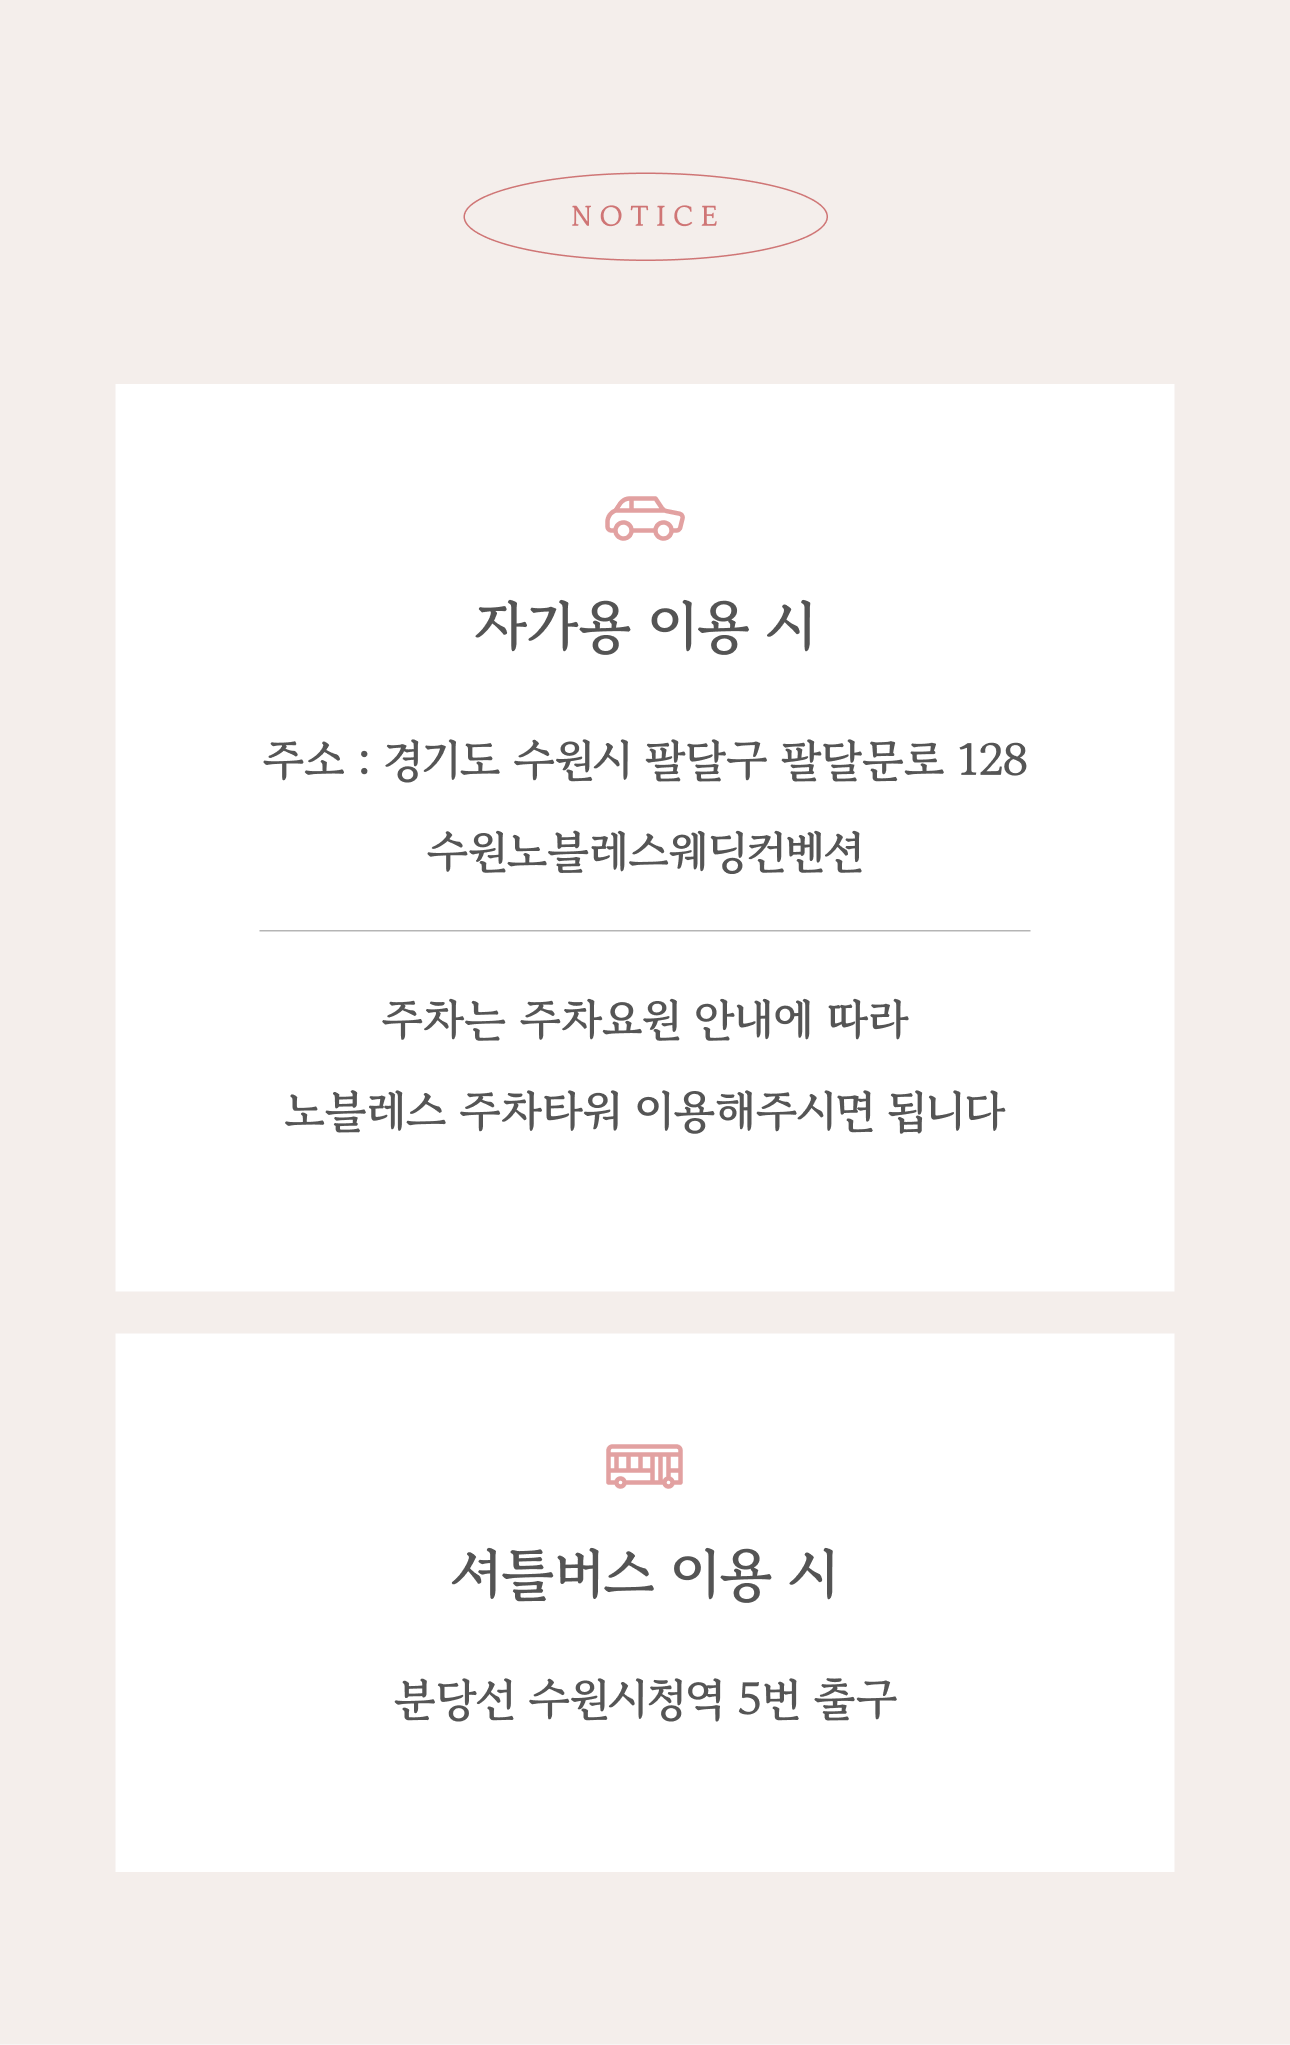 NOTICE
자가용 이용 시
주소 : 경기도 수원시 팔달구 팔달문로 128
수원노블레스웨딩컨벤션
주차는 주차요원 안내에 따라
노블레스 주차타워 이용해주시면 됩니다
셔틀버스 이용 시
분당선 수원시청역 5번 출구